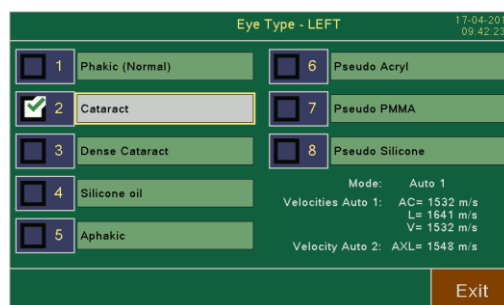 Eye Type - LEFT
17-04-201
09:42:23
1 Phakic (Normal)
2 Cataract
3 Dense Cataract
4 Silicone oil
5 Aphakic
6 Pseudo Acryl
7 Pseudo PMMA
8 Pseudo Silicone
Mode: Auto 1
Velocities Auto 1: AC= 1532 m/s
L= 1641 m/s
V= 1532 m/s
Velocity Auto 2: AXL= 1548 m/s
Exit